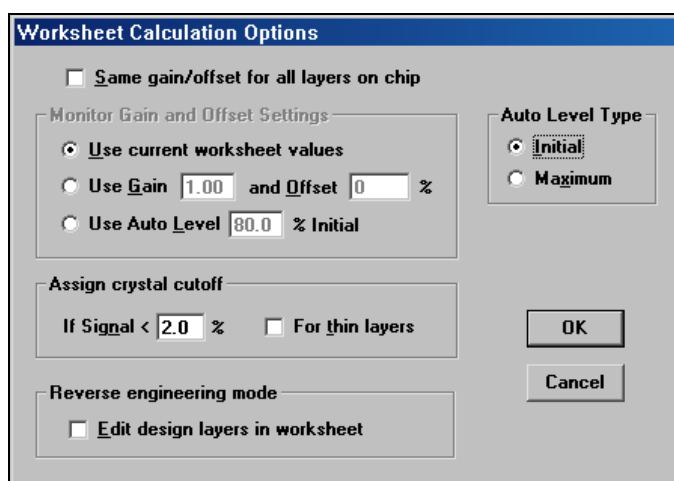 Worksheet Calculation Options
Same gain/offset for all layers on chip
Monitor Gain and Offset Settings
Use current worksheet values
Use Gain 1.00 and Offset 0 %
Use Auto Level 80.0 % Initial
Auto Level Type
Initial
Maximum
Assign crystal cutoff
If Signal < 2.0 % For thin layers
OK
Cancel
Reverse engineering mode
Edit design layers in worksheet